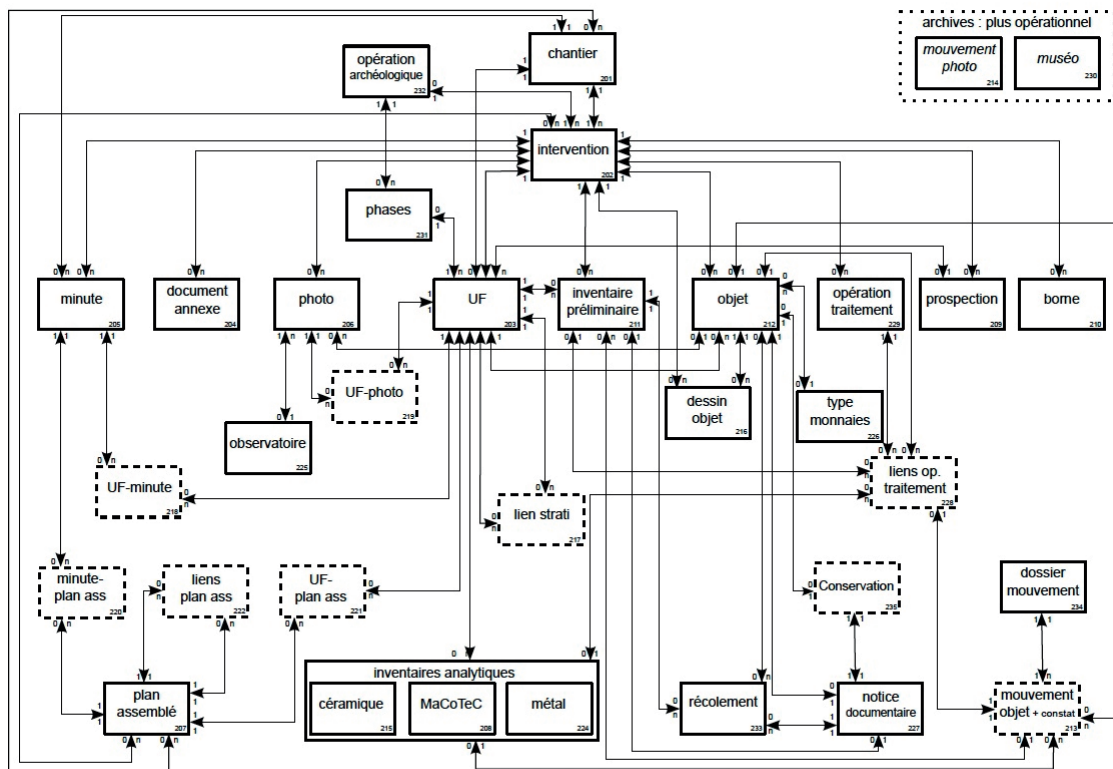 archives : plus opérationnel
mouvement
photo
214
muséo
230
chantier
201
opération
archéologique
232
intervention
202
phases
231
minute
205
document
annexe
204
photo
206
UF
203
inventaire
préliminaire
211
objet
212
opération
traitement
229
prospection
209
borne
210
UF-photo
219
observatoire
225
dessin
objet
216
type
monnaies
226
UF-minute
218
lien strati
217
liens op.
traitement
228
minute-
plan ass
220
liens
plan ass
222
UF-
plan ass
221
Conservation
235
dossier
mouvement
234
plan
assemblé
207
inventaires analytiques
céramique
215
MaCoTeC
208
métal
224
récolement
233
notice
documentaire
227
mouvement
objet + constat
213